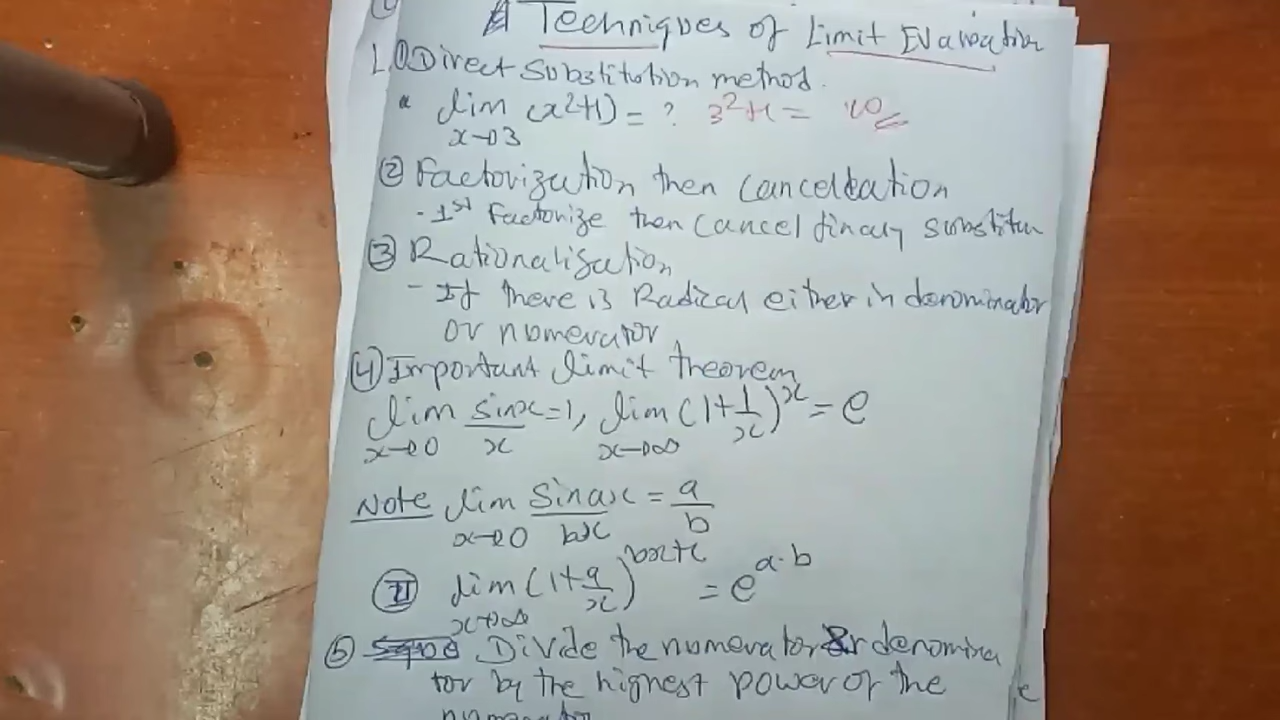 Techniques of Limit Evaluation
1. ① Direct Substitution method.
lim x→3 (x²+1) = ? 3²+1 = 10
② Factorization then Cancellation
- 1st Factorize then cancel finaly substitu
③ Rationalisation
- If there is Radical either in denominator
or numerator
④ Important limit theorem
lim x→0 sinx/x = 1, lim x→∞ (1+1/x)^x = e
Note lim x→0 Sinax/bx = a/b
II lim x→∞ (1+a/x)^(bx+c) = e^(a·b)
⑤ Divide the numerator & denomina
tor by the highest power of the
numerator